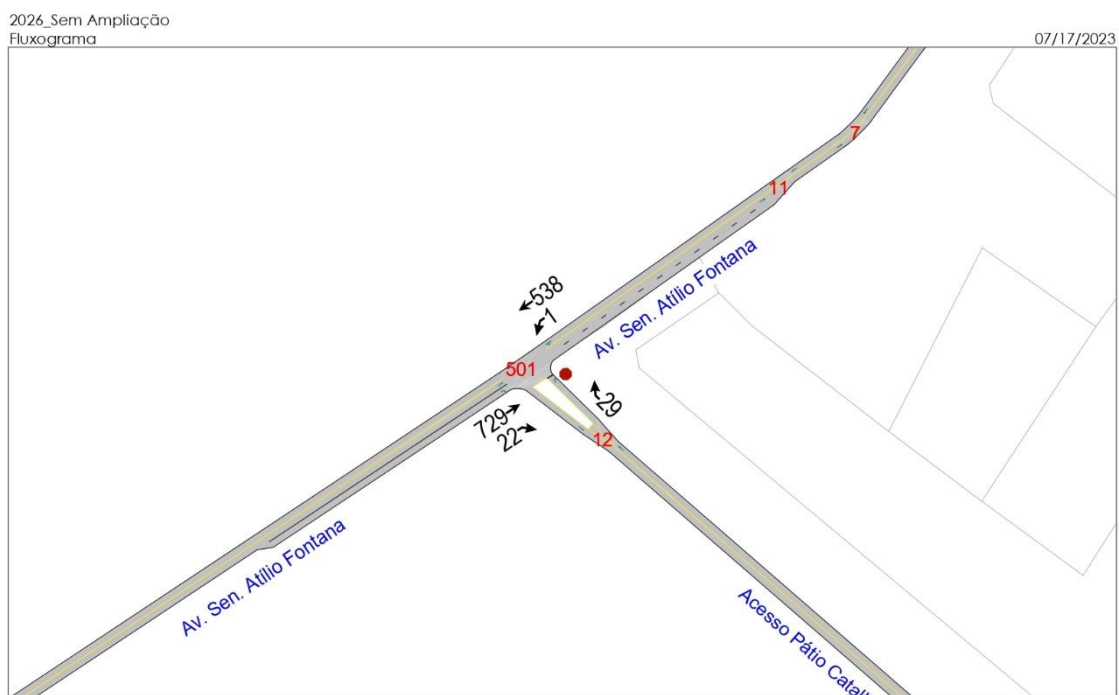 2026_Sem Ampliação
Fluxograma
07/17/2023
7
11
Av. Sen. Atílio Fontana
538
1
501
729
22
29
12
Av. Sen. Atílio Fontana
Acesso Pátio